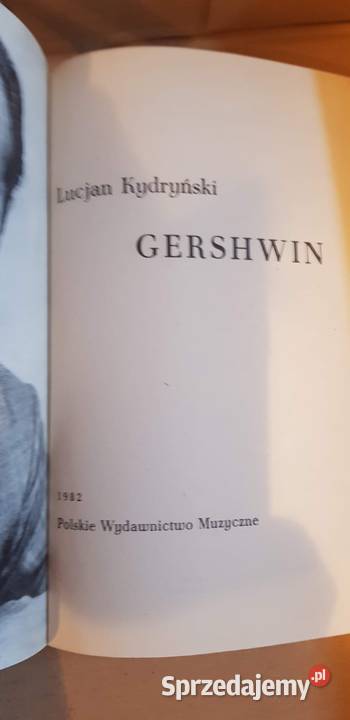 Lucjan Kydryński
GERSHWIN
1982
Polskie Wydawnictwo Muzyczne
Sprzedajemy.pl